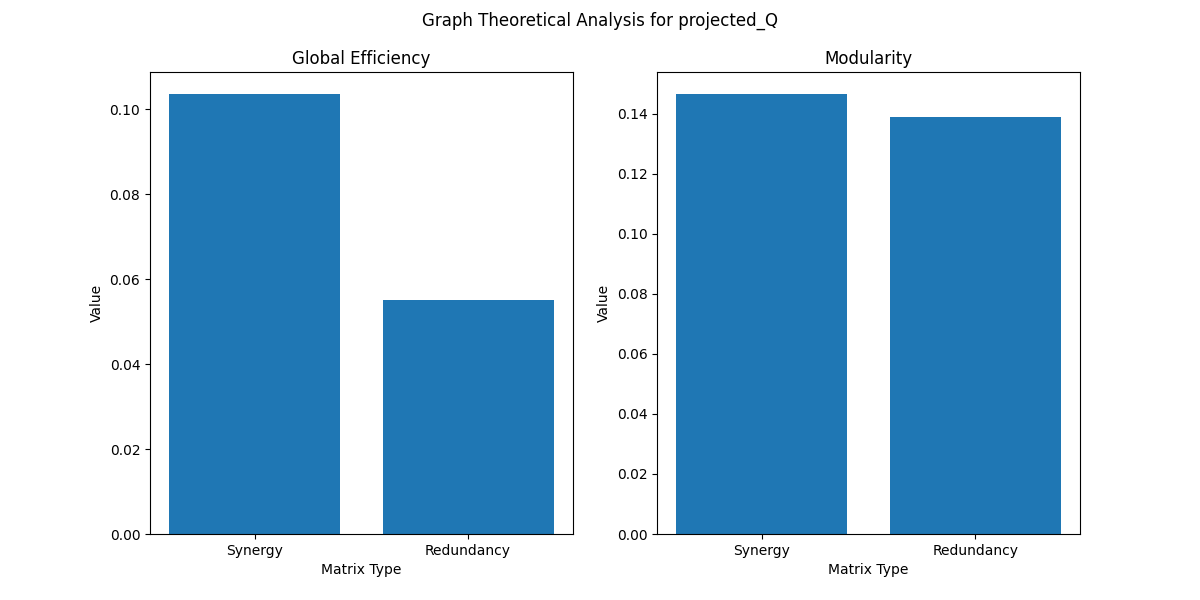 Graph Theoretical Analysis for projected_Q
Global Efficiency
0.10
0.08
0.06
0.04
0.02
0.00
Value
Synergy
Redundancy
Matrix Type
Modularity
0.14
0.12
0.10
0.08
0.06
0.04
0.02
0.00
Value
Synergy
Redundancy
Matrix Type